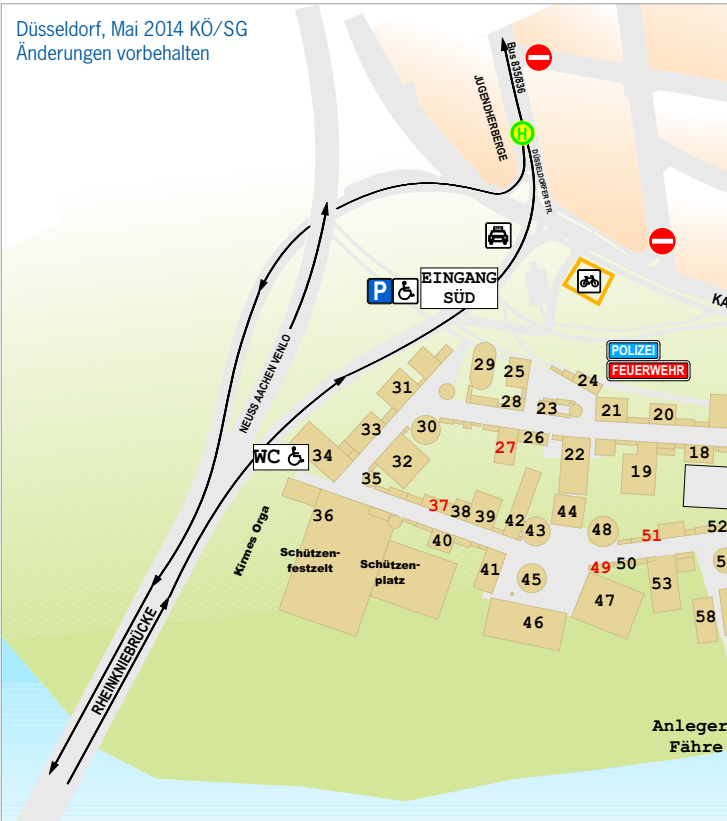 Düsseldorf, Mai 2014 KÖ/SG
Änderungen vorbehalten
Bus 835/836
JUGENDHERBERGE
H
DÜSSELDORFER STR.
EINGANG
SÜD
P
KA
NEUSS AACHEN VENLO
POLIZEI
FEUERWEHR
29
25
24
31
28
23
21
20
33
30
27
26
22
18
WC
34
32
35
19
36
37
38
39
42
43
44
48
51
52
Kirmes Orga
40
Schützen-
festzelt
Schützen-
platz
41
45
49
50
5
53
47
46
58
RHEINKNIEBRÜCKE
Anleger
Fähre